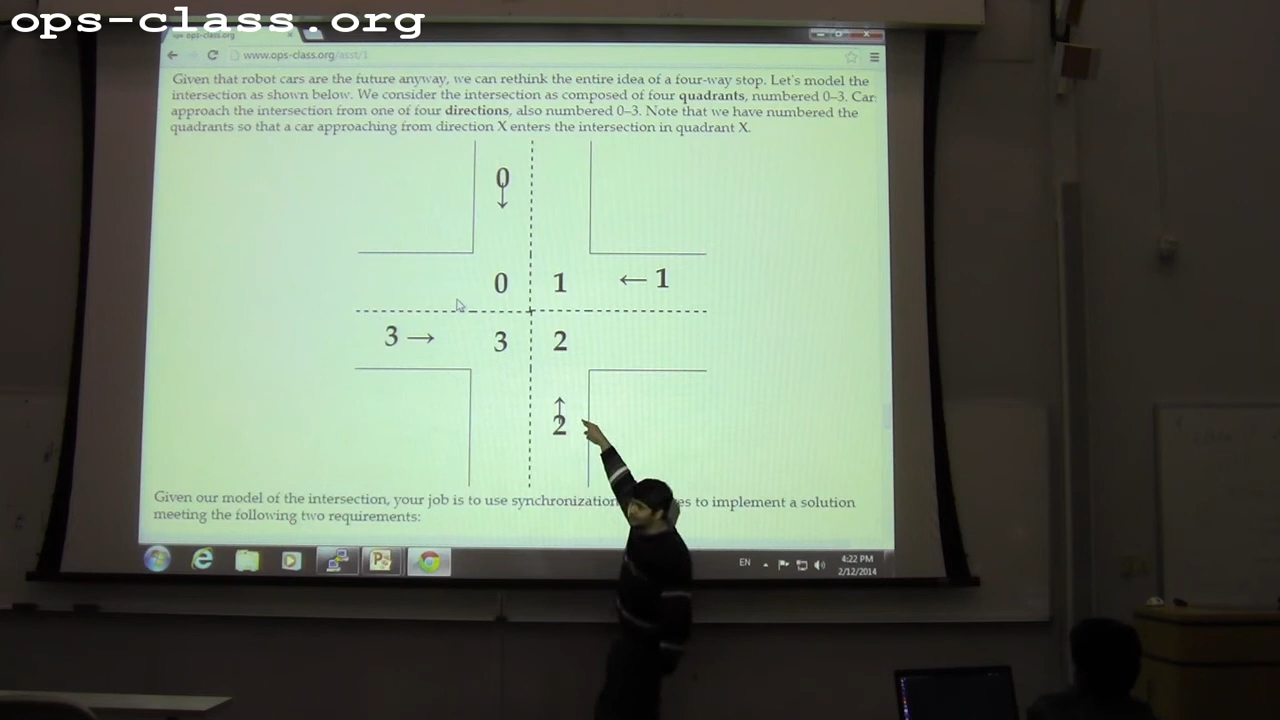 ops-class.org
ops-class.org
www.ops-class.org/asst/1
Given that robot cars are the future anyway, we can rethink the entire idea of a four-way stop. Let's model the
intersection as shown below. We consider the intersection as composed of four quadrants, numbered 0–3. Car
approach the intersection from one of four directions, also numbered 0–3. Note that we have numbered the
quadrants so that a car approaching from direction X enters the intersection in quadrant X.
0
↓
0 1 ← 1
3 → 3 2
↑
2
Given our model of the intersection, your job is to use synchronization es to implement a solution
meeting the following two requirements:
EN
4:22 PM
2/12/2014